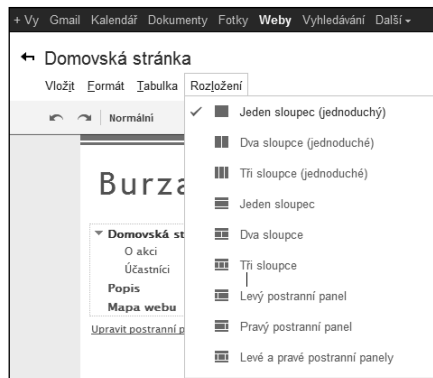 + Vy Gmail Kalendář Dokumenty Fotky Weby Vyhledávání Další
Domovská stránka
Vložit Formát Tabulka Rozložení
Normální
Jeden sloupec (jednoduchý)
Dva sloupce (jednoduché)
Tři sloupce (jednoduché)
Jeden sloupec
Dva sloupce
Tři sloupce
Levý postranní panel
Pravý postranní panel
Levé a pravé postranní panely
Burza
Domovská st
O akci
Účastníci
Popis
Mapa webu
Upravit postranní p